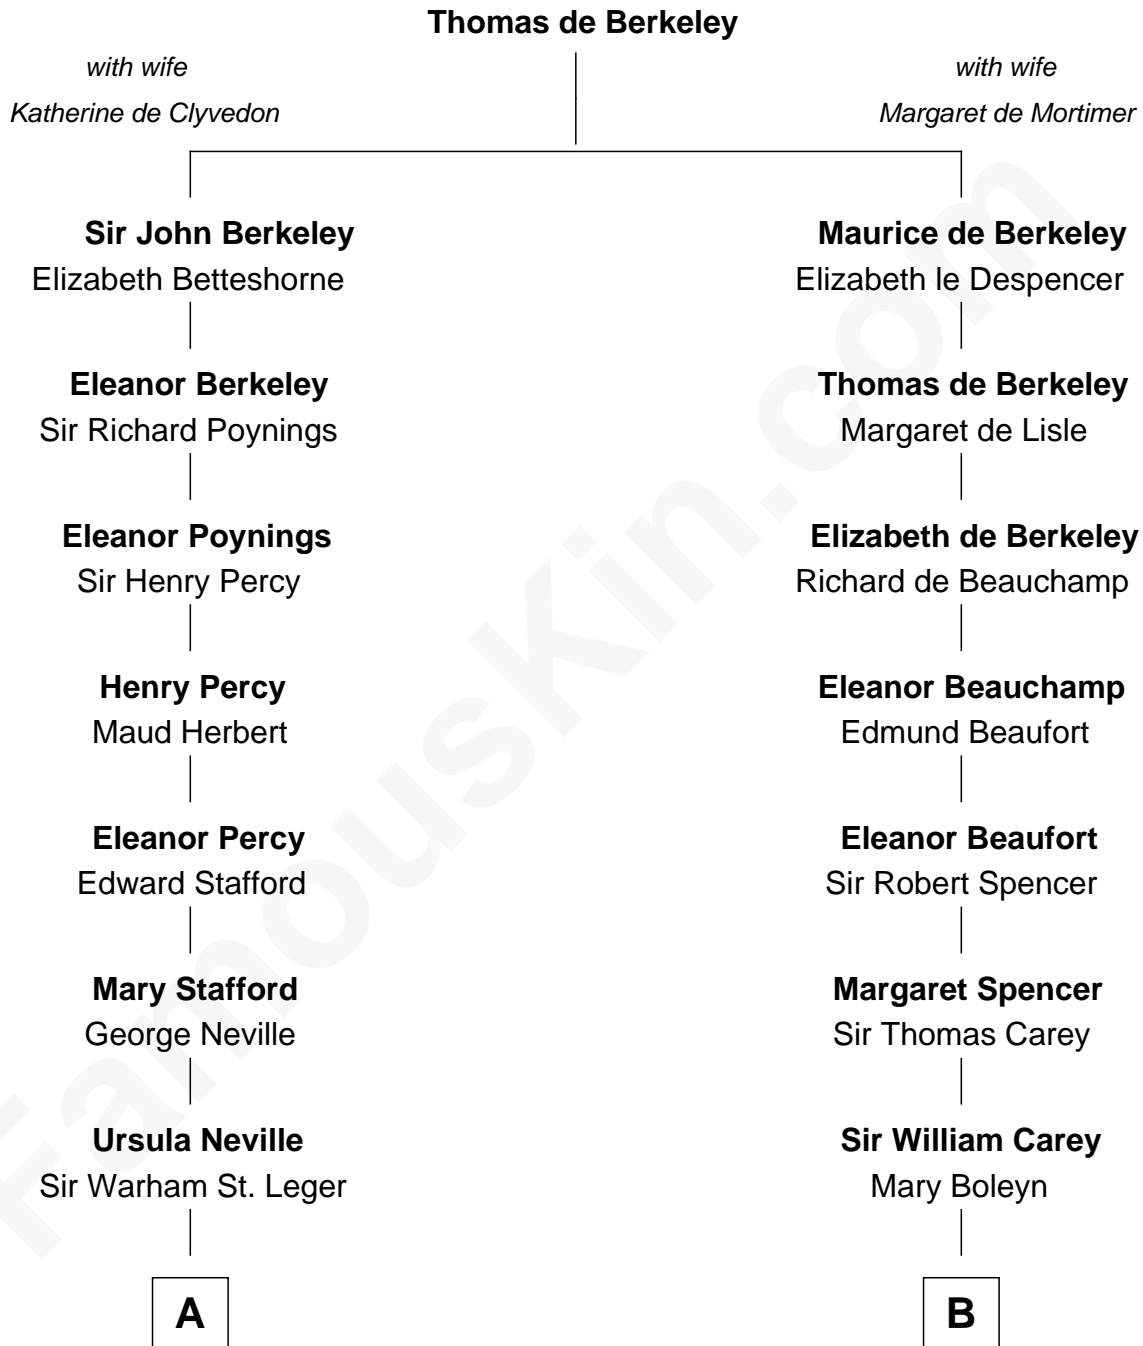 Thomas de Berkeley
with wife
Katherine de Clyvedon
with wife
Margaret de Mortimer
Sir John Berkeley
Elizabeth Betteshorne
Maurice de Berkeley
Elizabeth le Despencer
Eleanor Berkeley
Sir Richard Poynings
Thomas de Berkeley
Margaret de Lisle
Eleanor Poynings
Sir Henry Percy
Elizabeth de Berkeley
Richard de Beauchamp
Henry Percy
Maud Herbert
Eleanor Beauchamp
Edmund Beaufort
Eleanor Percy
Edward Stafford
Eleanor Beaufort
Sir Robert Spencer
Mary Stafford
George Neville
Margaret Spencer
Sir Thomas Carey
Ursula Neville
Sir Warham St. Leger
Sir William Carey
Mary Boleyn
A
B
FamousKin.com